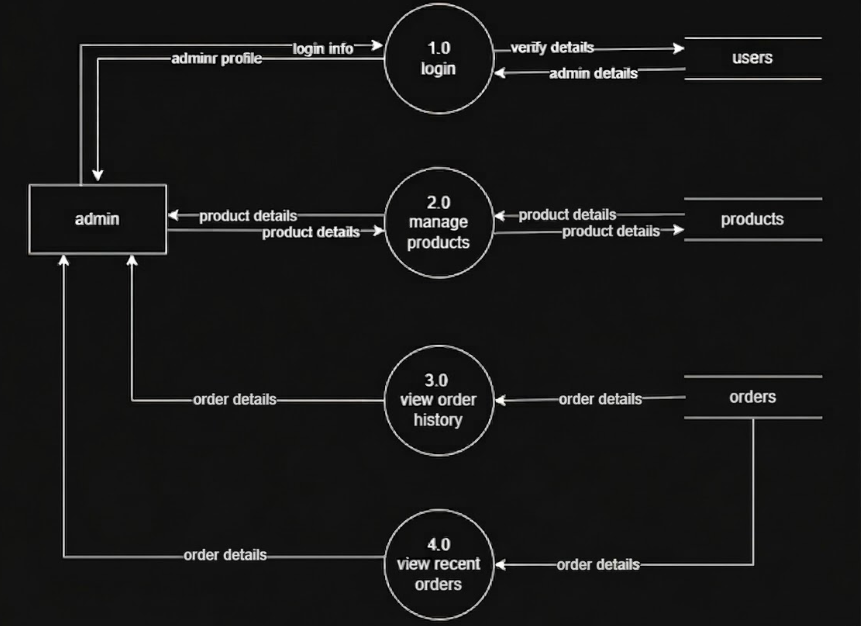 login info
1.0
login
verify details
users
adminr profile
admin details
admin
product details
product details
2.0
manage
products
product details
product details
products
order details
3.0
view order
history
order details
orders
order details
4.0
view recent
orders
order details